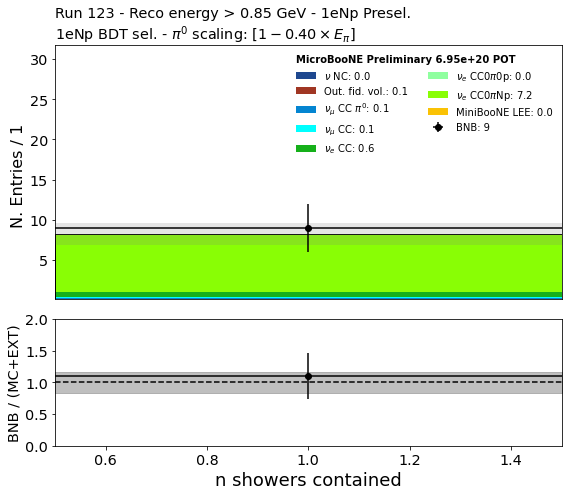 Run 123 - Reco energy > 0.85 GeV - 1eNp Presel.
1eNp BDT sel. - π⁰ scaling: [1 − 0.40 × E_π]
MicroBooNE Preliminary 6.95e+20 POT
ν NC: 0.0
Out. fid. vol.: 0.1
ν_μ CC π⁰: 0.1
ν_μ CC: 0.1
ν_e CC: 0.6
ν_e CC0π0p: 0.0
ν_e CC0πNp: 7.2
MiniBooNE LEE: 0.0
BNB: 9
N. Entries / 1
30
25
20
15
10
5
BNB / (MC+EXT)
2.0
1.5
1.0
0.5
0.0
0.6 0.8 1.0 1.2 1.4
n showers contained